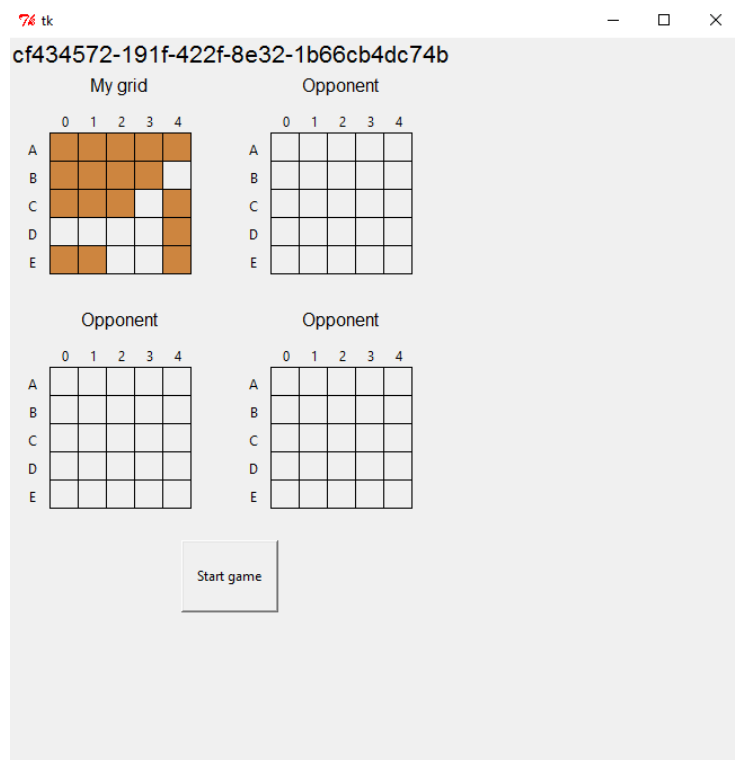 tk
cf434572-191f-422f-8e32-1b66cb4dc74b
My grid Opponent
0 1 2 3 4 0 1 2 3 4
A A
B B
C C
D D
E E
Opponent Opponent
0 1 2 3 4 0 1 2 3 4
A A
B B
C C
D D
E E
Start game